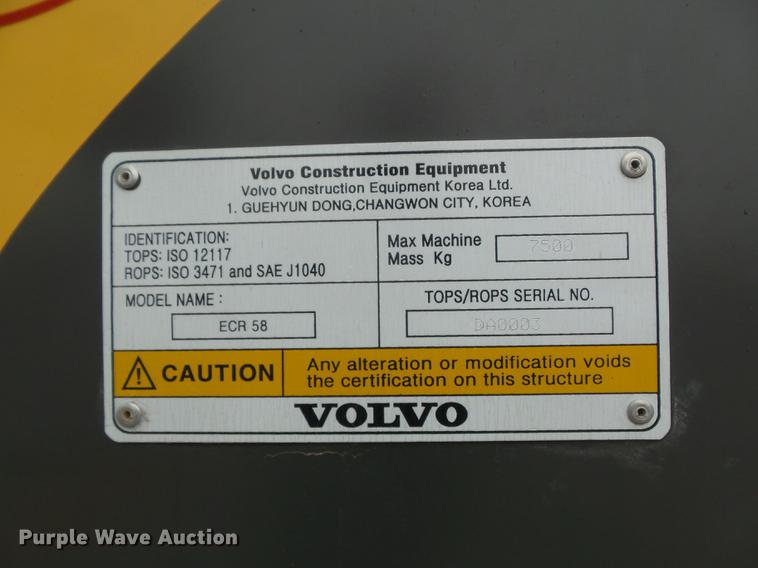 Volvo Construction Equipment
Volvo Construction Equipment Korea Ltd.
1. GUEHYUN DONG,CHANGWON CITY, KOREA
IDENTIFICATION:
TOPS: ISO 12117
ROPS: ISO 3471 and SAE J1040
Max Machine
Mass Kg
7500
MODEL NAME :
ECR 58
TOPS/ROPS SERIAL NO.
DA0003
CAUTION
Any alteration or modification voids
the certification on this structure
VOLVO
Purple Wave Auction